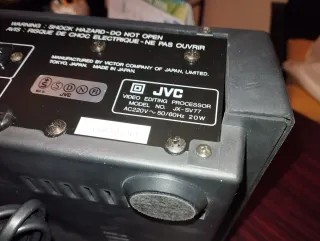 WARNING : SHOCK HAZARD-DO NOT OPEN
AVIS : RISQUE DE CHOC ELECTRIQUE-NE PAS OUVRIR
MANUFACTURED BY VICTOR COMPANY OF JAPAN, LIMITED.
TOKYO, JAPAN. MADE IN JAPAN.
JVC
VIDEO EDITING PROCESSOR
MODEL NO. JX-SV77
AC220V~50/60Hz 20W